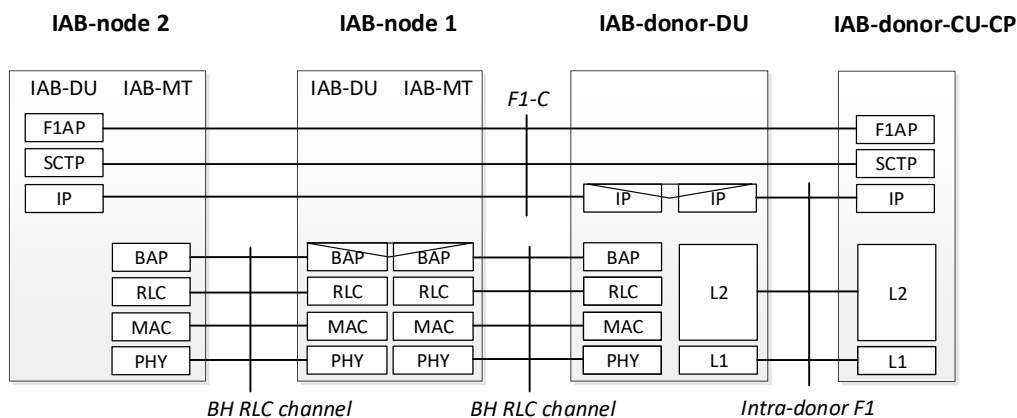 IAB-node 2 IAB-node 1 IAB-donor-DU IAB-donor-CU-CP
IAB-DU IAB-MT IAB-DU IAB-MT
F1-C
F1AP F1AP
SCTP SCTP
IP IP IP IP
BAP BAP BAP BAP
RLC RLC RLC RLC L2 L2
MAC MAC MAC MAC
PHY PHY PHY PHY L1 L1
BH RLC channel BH RLC channel Intra-donor F1